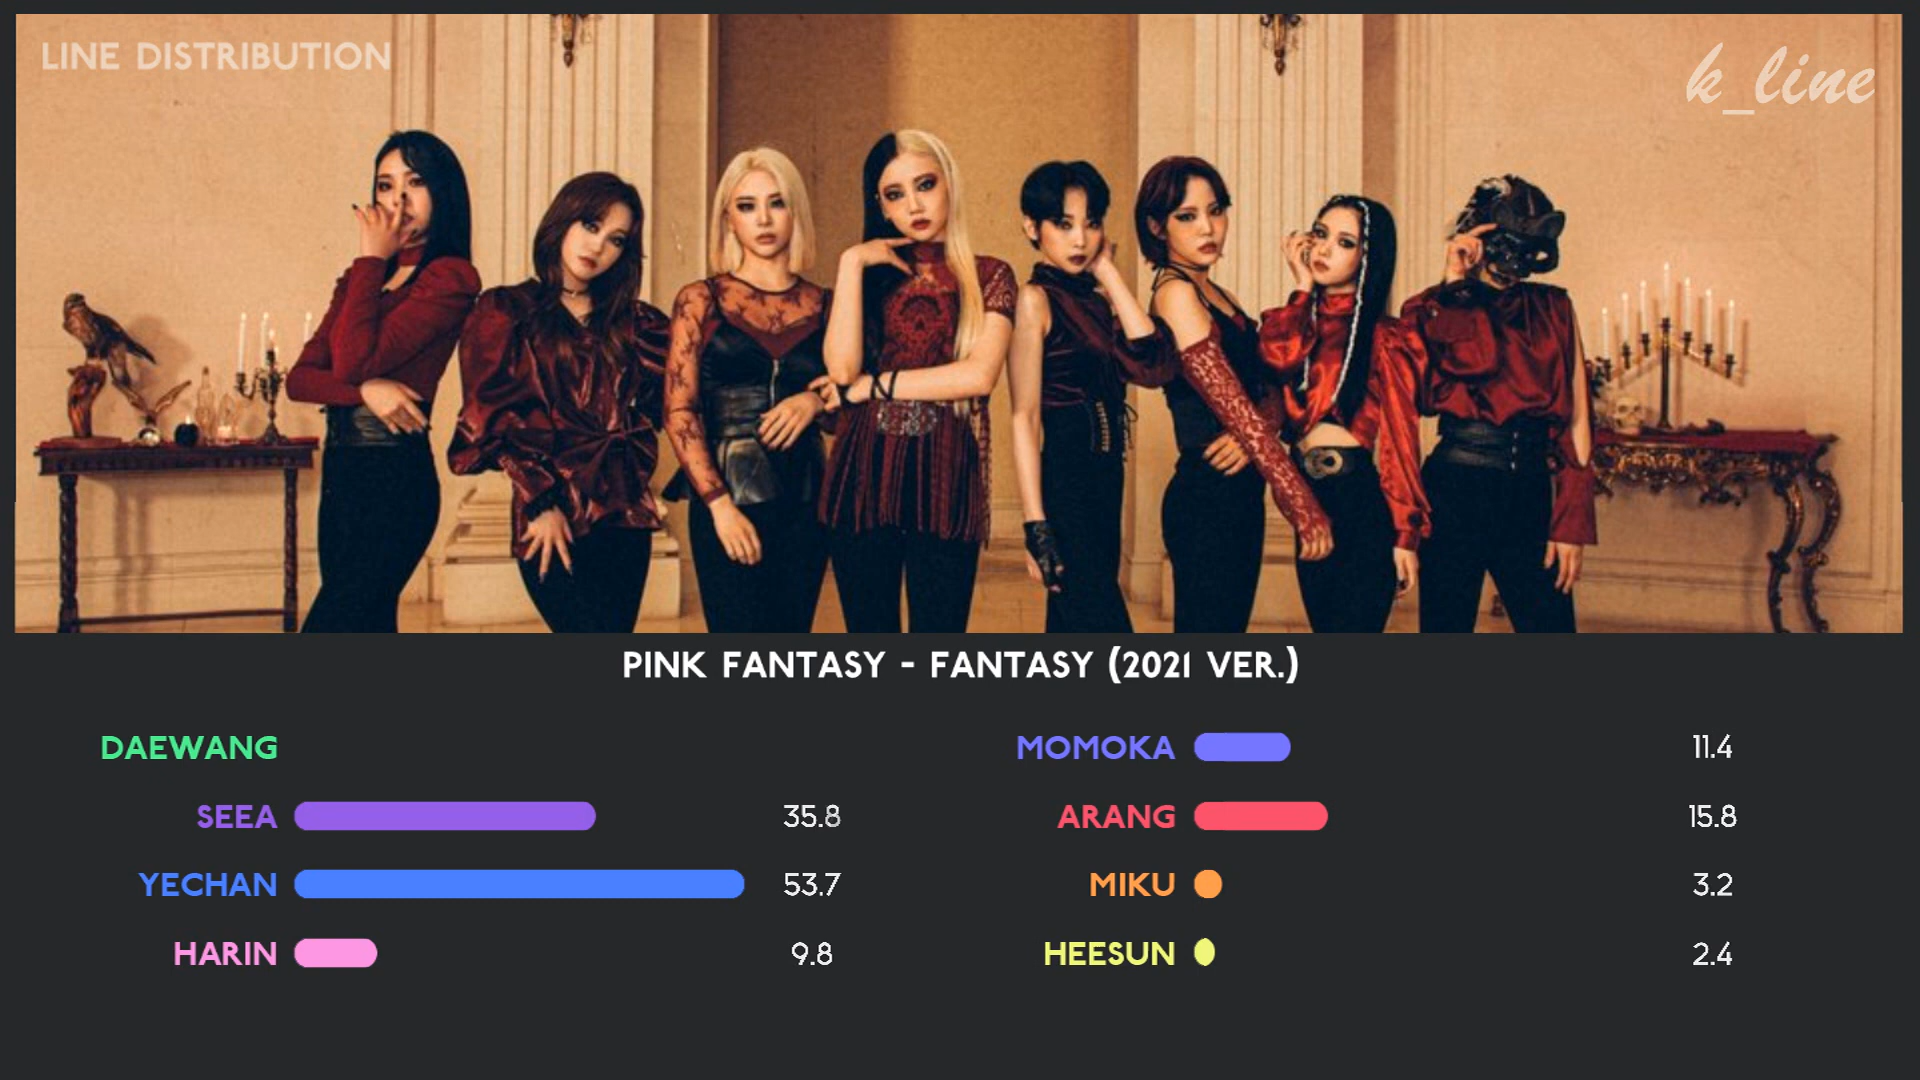 LINE DISTRIBUTION
k_line
PINK FANTASY - FANTASY (2021 VER.)
DAEWANG
SEEA 35.8
YECHAN 53.7
HARIN 9.8
MOMOKA 11.4
ARANG 15.8
MIKU 3.2
HEESUN 2.4